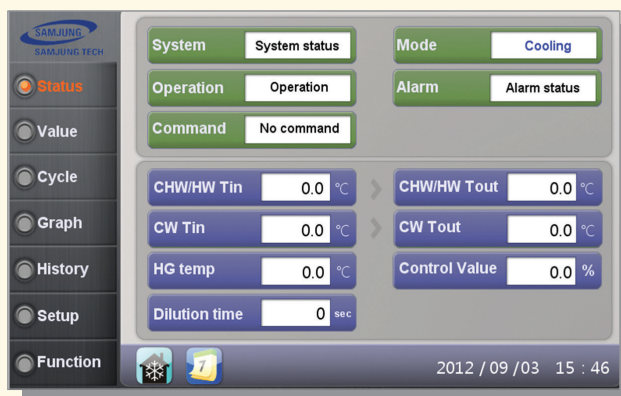 SAMJUNG
SAMJUNG TECH
Status
Value
Cycle
Graph
History
Setup
Function
System System status
Mode Cooling
Operation Operation
Alarm Alarm status
Command No command
CHW/HW Tin 0.0 °C
CHW/HW Tout 0.0 °C
CW Tin 0.0 °C
CW Tout 0.0 °C
HG temp 0.0 °C
Control Value 0.0 %
Dilution time 0 sec
7
2012 / 09 / 03 15 : 46